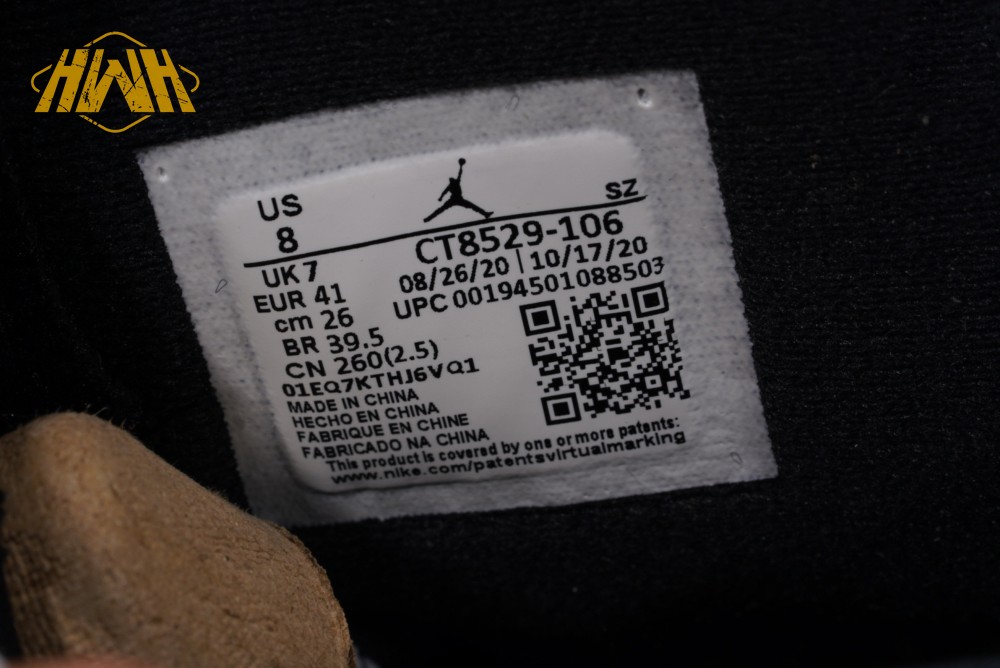 HWH
US
8
SZ
CT8529-106
UK 7
08/26/20 | 10/17/20
EUR 41
UPC 00194501088503
cm 26
BR 39.5
CN 260(2.5)
01EQ7KTHJ6VQ1
MADE IN CHINA
HECHO EN CHINA
FABRIQUE EN CHINE
FABRICADO NA CHINA
This product is covered by one or more patents:
www.nike.com/patentsvirtualmarking